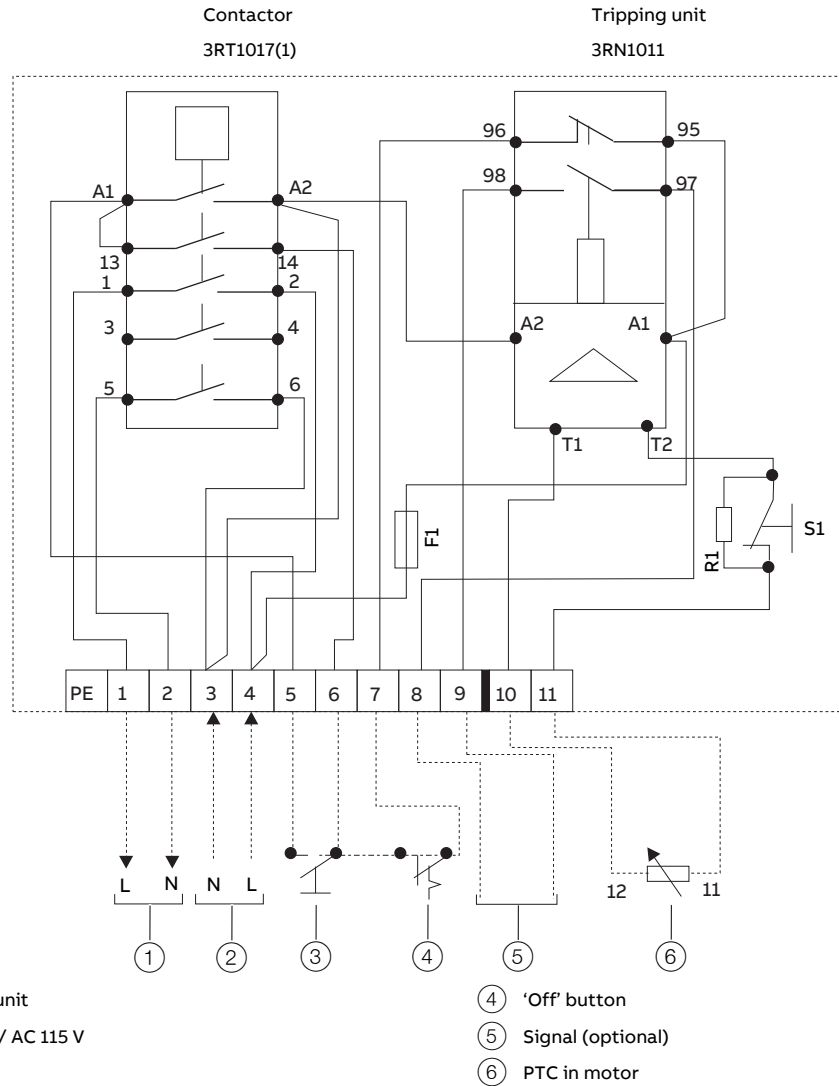 Contactor
Tripping unit
3RT1017(1)
3RN1011
96
95
98
97
A1
A2
13
14
1
2
3
4
5
6
A2
A1
T1
T2
F1
R1
S1
PE 1 2 3 4 5 6 7 8 9 10 11
L N N L
12 11
1 2 3 4 5 6
unit
4 'Off' button
/ AC 115 V
5 Signal (optional)
6 PTC in motor